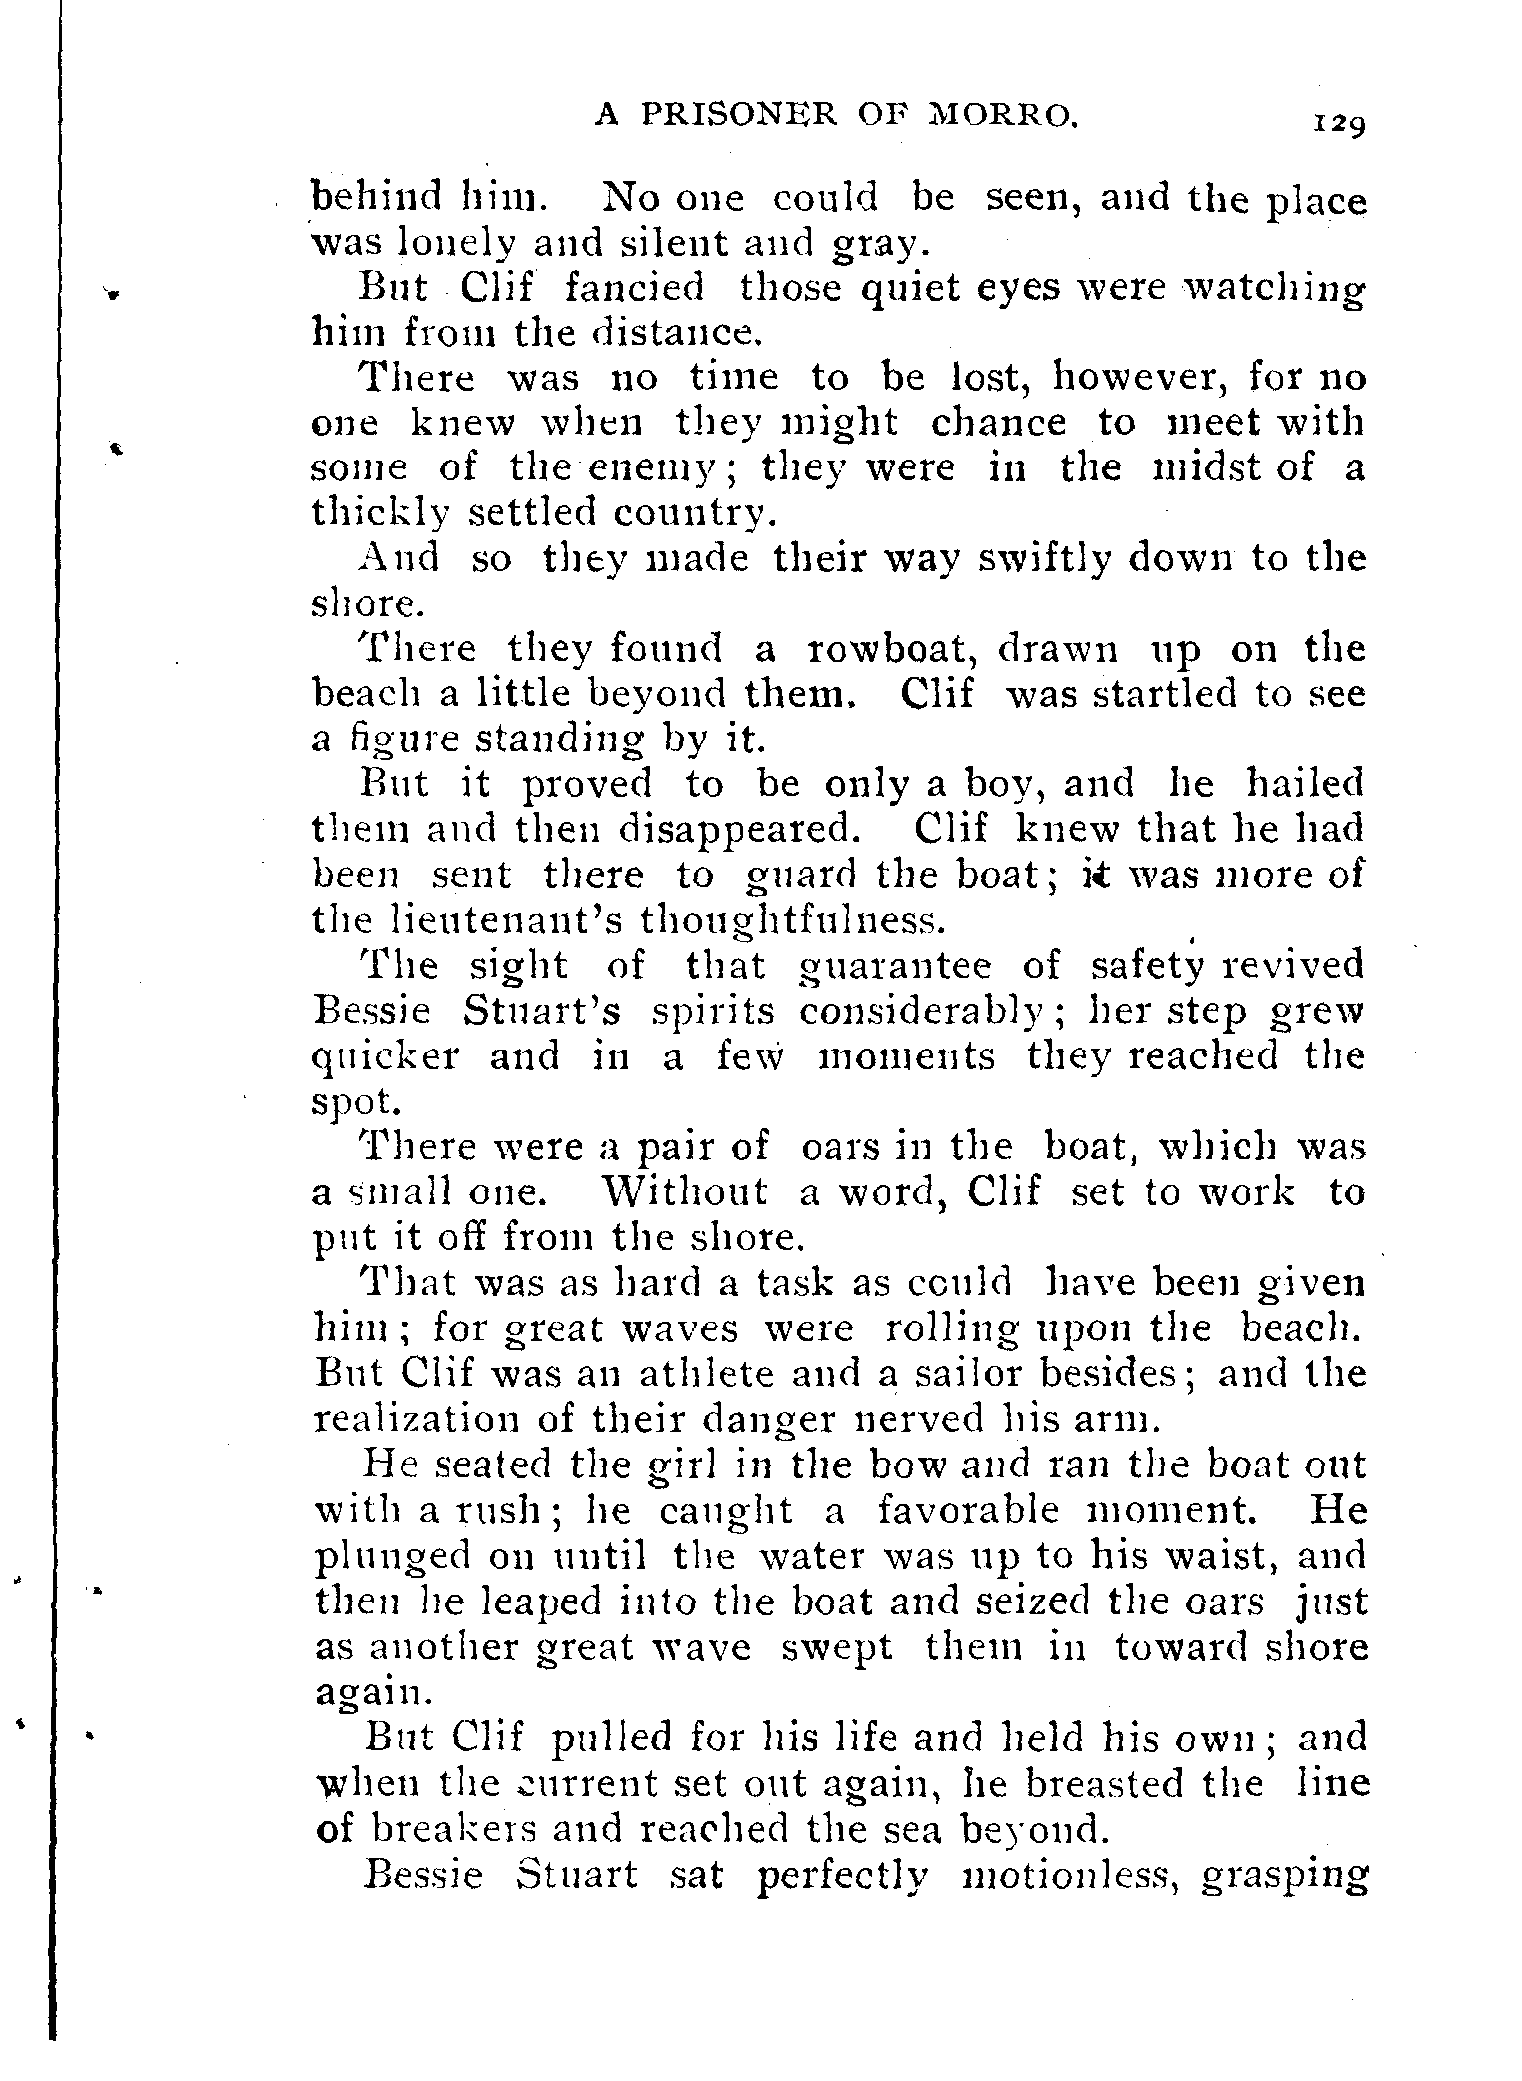 A PRISONER OF MORRO.
129
behind him. No one could be seen, and the place
was lonely and silent and gray.
But Clif fancied those quiet eyes were watching
him from the distance.
There was no time to be lost, however, for no
one knew when they might chance to meet with
some of the enemy; they were in the midst of a
thickly settled country.
And so they made their way swiftly down to the
shore.
There they found a rowboat, drawn up on the
beach a little beyond them. Clif was startled to see
a figure standing by it.
But it proved to be only a boy, and he hailed
them and then disappeared. Clif knew that he had
been sent there to guard the boat; it was more of
the lieutenant's thoughtfulness.
The sight of that guarantee of safety revived
Bessie Stuart's spirits considerably; her step grew
quicker and in a few moments they reached the
spot.
There were a pair of oars in the boat, which was
a small one. Without a word, Clif set to work to
put it off from the shore.
That was as hard a task as could have been given
him; for great waves were rolling upon the beach.
But Clif was an athlete and a sailor besides; and the
realization of their danger nerved his arm.
He seated the girl in the bow and ran the boat out
with a rush; he caught a favorable moment. He
plunged on until the water was up to his waist, and
then he leaped into the boat and seized the oars just
as another great wave swept them in toward shore
again.
But Clif pulled for his life and held his own; and
when the current set out again, he breasted the line
of breakers and reached the sea beyond.
Bessie Stuart sat perfectly motionless, grasping